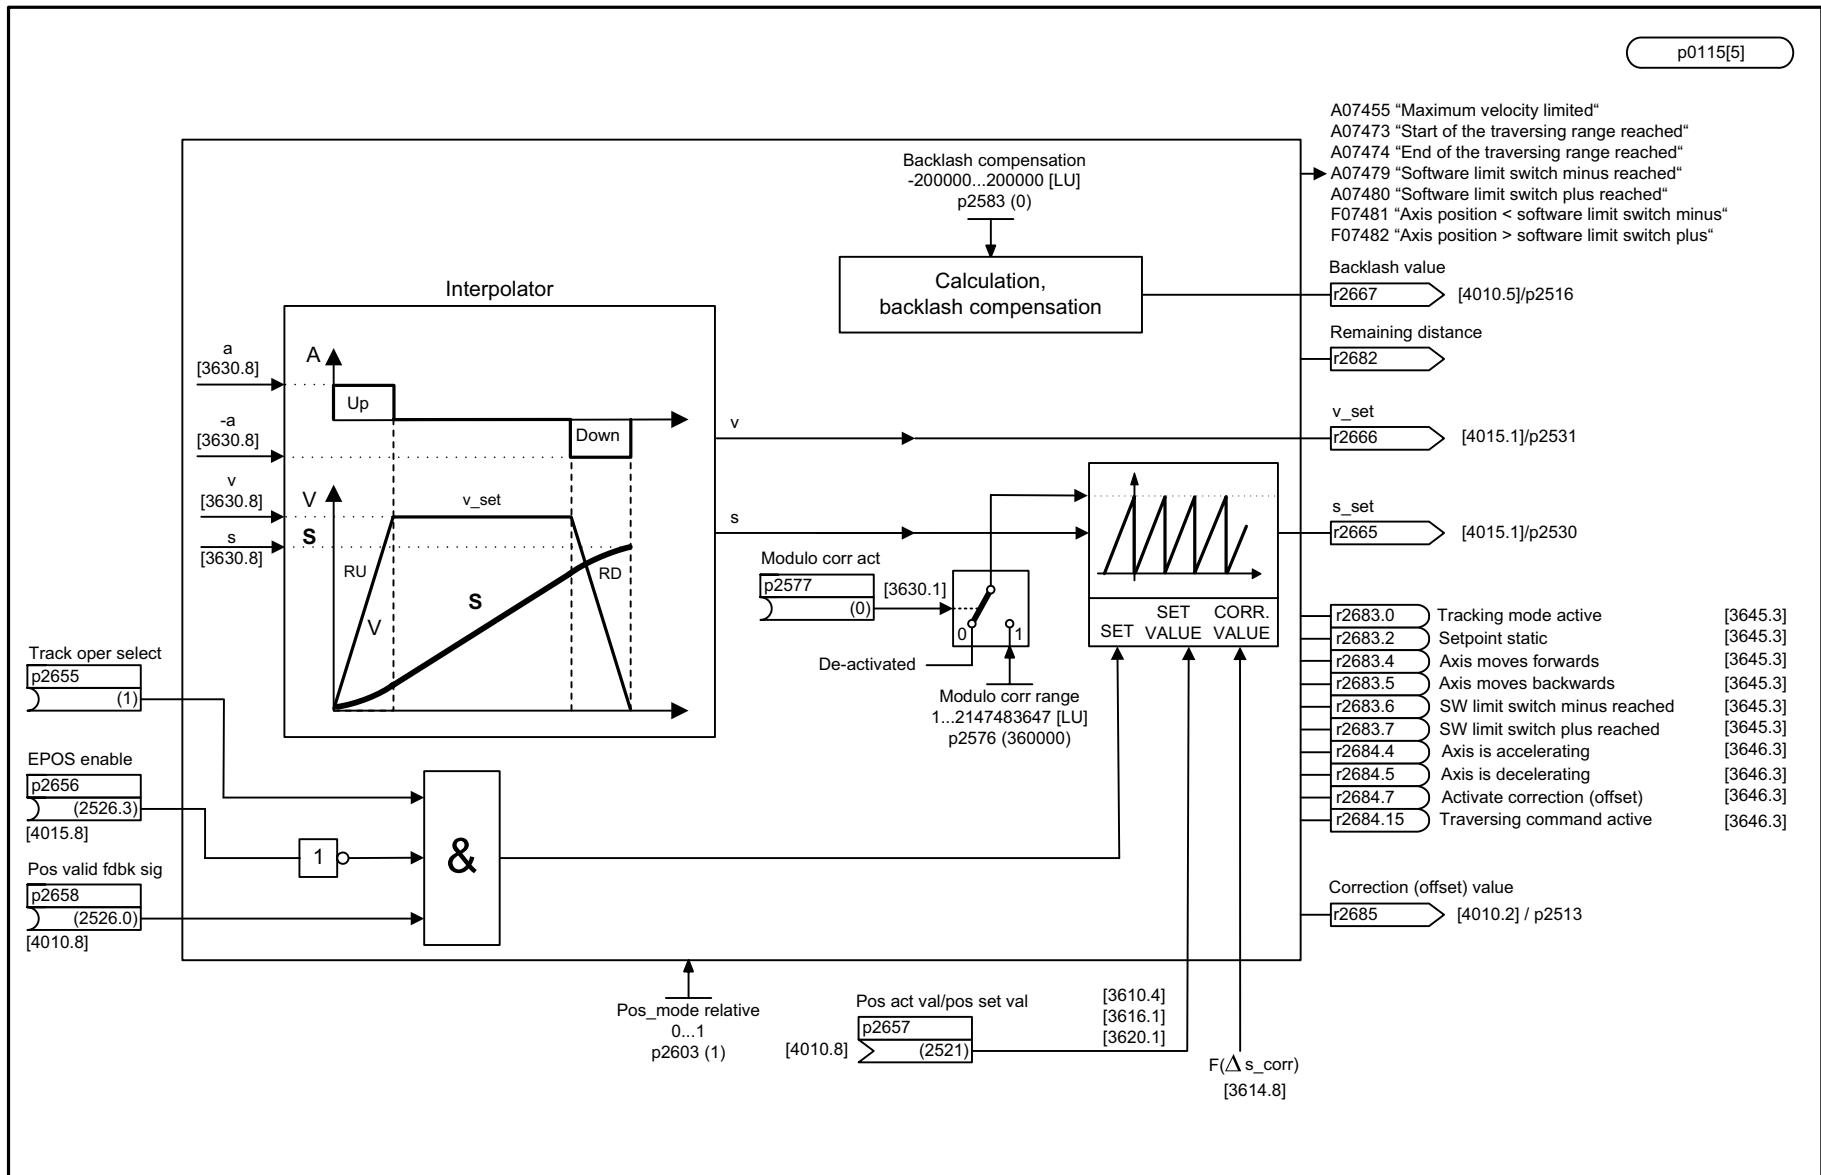 p0115[5]
A07455 “Maximum velocity limited“
A07473 “Start of the traversing range reached“
A07474 “End of the traversing range reached“
A07479 “Software limit switch minus reached“
A07480 “Software limit switch plus reached“
F07481 “Axis position < software limit switch minus“
F07482 “Axis position > software limit switch plus“
Backlash compensation
-200000...200000 [LU]
p2583 (0)
Calculation,
backlash compensation
Backlash value
r2667 [4010.5]/p2516
Remaining distance
r2682
Interpolator
a
[3630.8]
-a
[3630.8]
v
[3630.8]
s
[3630.8]
A
Up
Down
V
S
v_set
RU
RD
V
S
v
s
v_set
r2666 [4015.1]/p2531
s_set
r2665 [4015.1]/p2530
Modulo corr act
p2577
(0)
[3630.1]
0 1
De-activated
Modulo corr range
1...2147483647 [LU]
p2576 (360000)
SET
SET VALUE
CORR. VALUE
Track oper select
p2655
(1)
EPOS enable
p2656
(2526.3)
[4015.8]
Pos valid fdbk sig
p2658
(2526.0)
[4010.8]
1
&
r2683.0 Tracking mode active [3645.3]
r2683.2 Setpoint static [3645.3]
r2683.4 Axis moves forwards [3645.3]
r2683.5 Axis moves backwards [3645.3]
r2683.6 SW limit switch minus reached [3645.3]
r2683.7 SW limit switch plus reached [3645.3]
r2684.4 Axis is accelerating [3646.3]
r2684.5 Axis is decelerating [3646.3]
r2684.7 Activate correction (offset) [3646.3]
r2684.15 Traversing command active [3646.3]
Correction (offset) value
r2685 [4010.2] / p2513
Pos_mode relative
0...1
p2603 (1)
Pos act val/pos set val
p2657
[4010.8] (2521)
[3610.4]
[3616.1]
[3620.1]
F(Δ s_corr)
[3614.8]